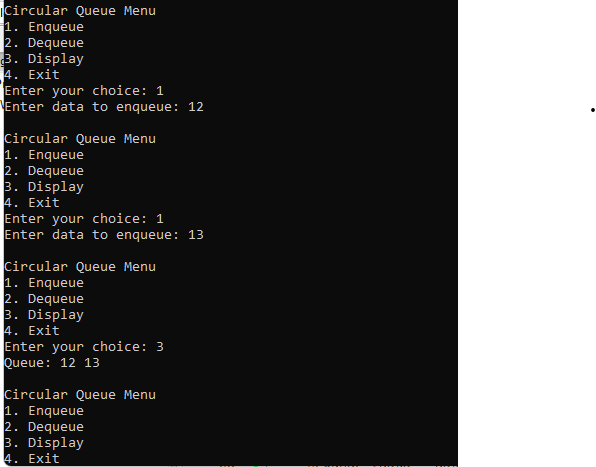 Circular Queue Menu
1. Enqueue
2. Dequeue
3. Display
4. Exit
Enter your choice: 1
Enter data to enqueue: 12
Circular Queue Menu
1. Enqueue
2. Dequeue
3. Display
4. Exit
Enter your choice: 1
Enter data to enqueue: 13
Circular Queue Menu
1. Enqueue
2. Dequeue
3. Display
4. Exit
Enter your choice: 3
Queue: 12 13
Circular Queue Menu
1. Enqueue
2. Dequeue
3. Display
4. Exit